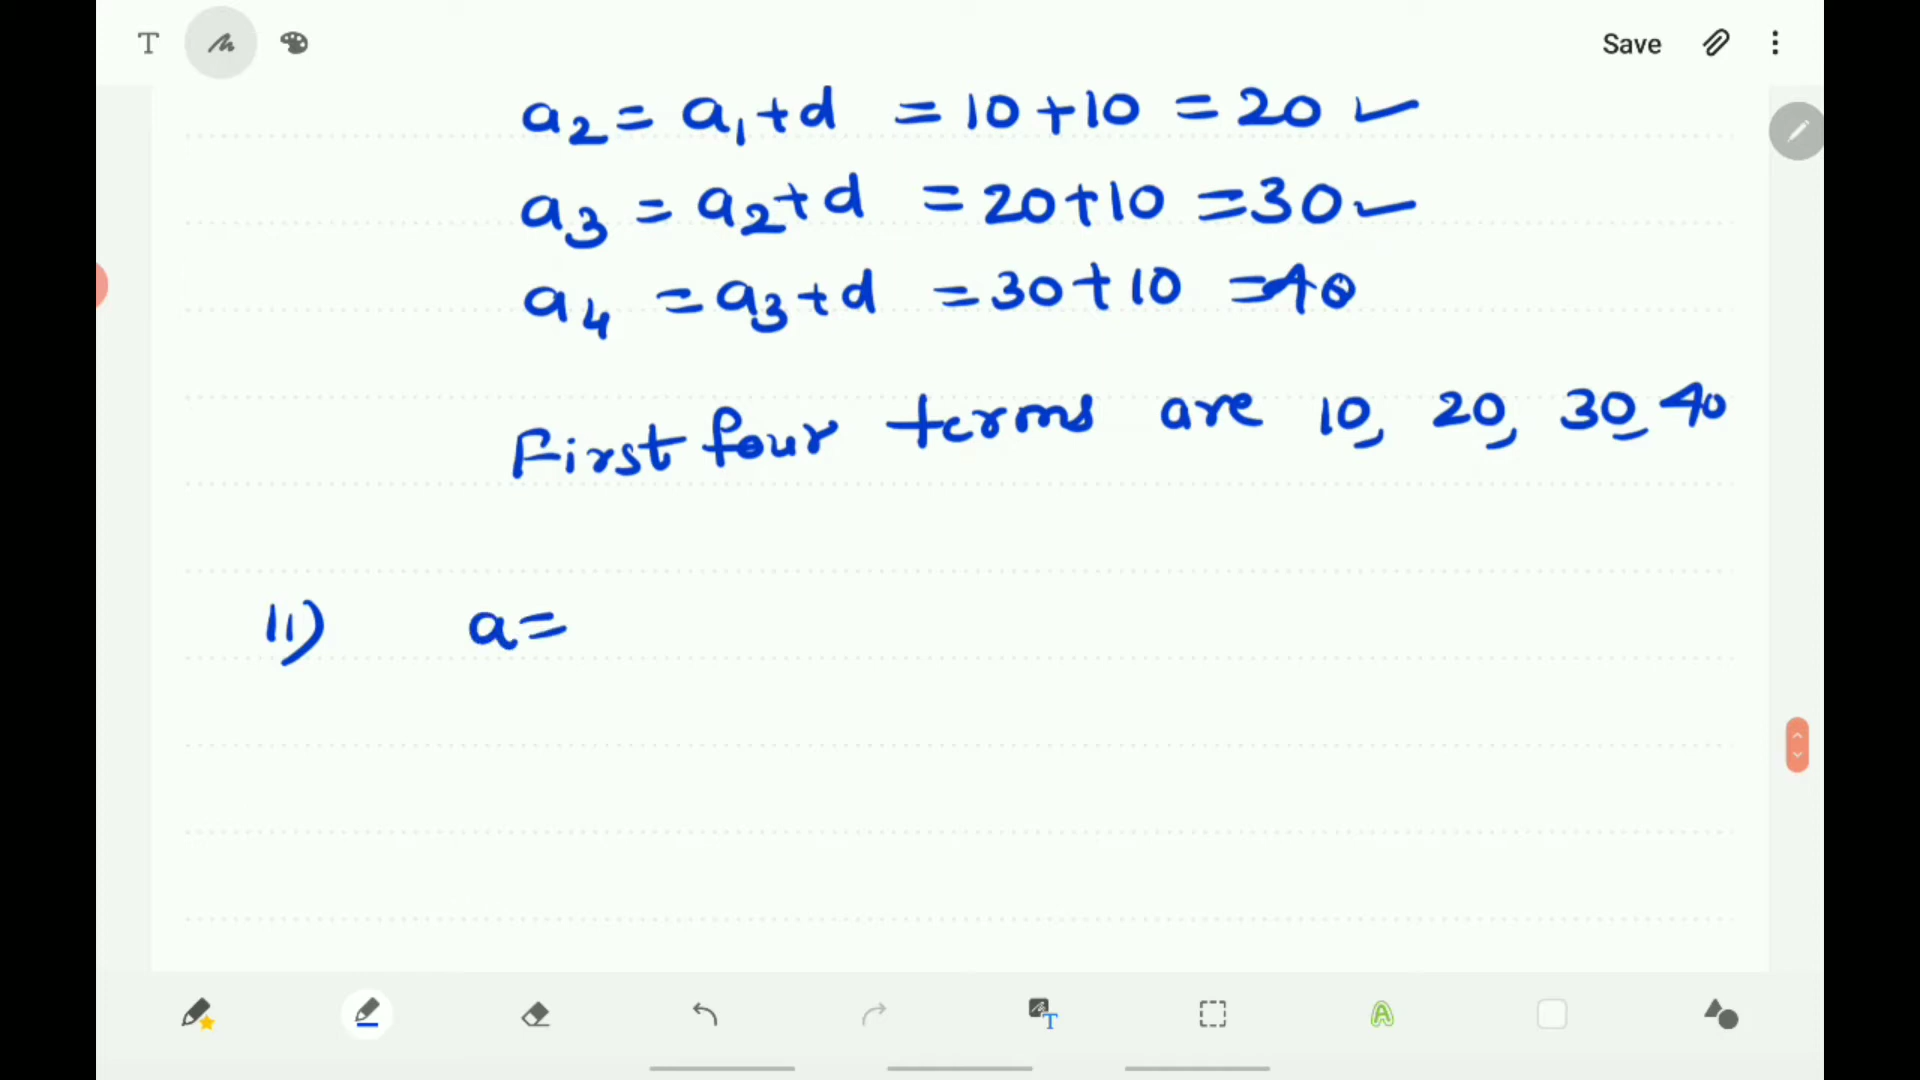 T Save
a2 = a1+d = 10+10 = 20
a3 = a2+d = 20+10 = 30
a4 = a3+d = 30+10 = 40
First four terms are 10, 20, 30, 40
ii) a=
T A